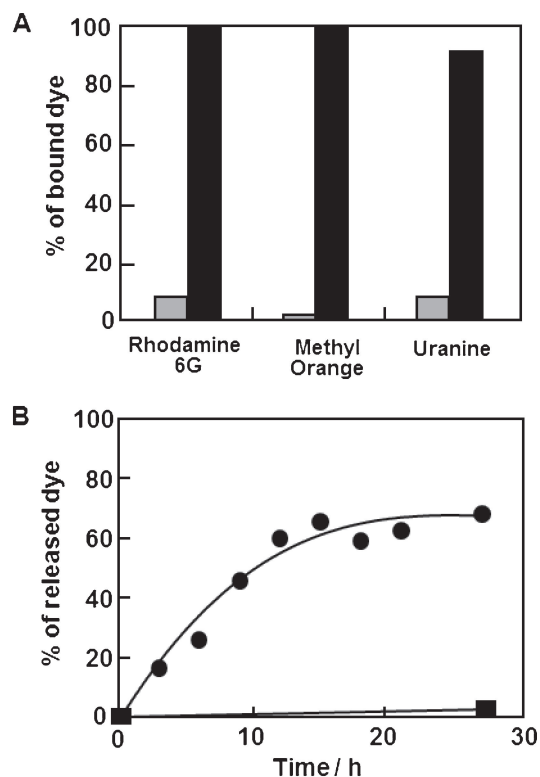 A
% of bound dye
100
80
60
40
20
0
Rhodamine 6G
Methyl Orange
Uranine
B
% of released dye
100
80
60
40
20
0
0
10
20
30
Time / h